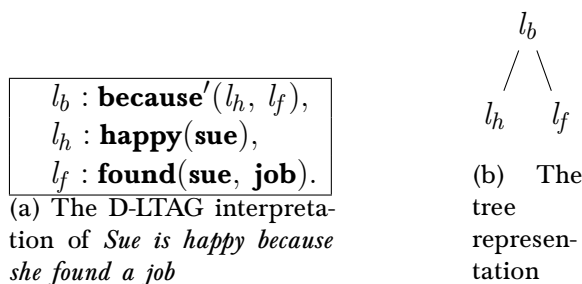 l_b : because′(l_h, l_f),
l_h : happy(sue),
l_f : found(sue, job).
(a) The D-LTAG interpreta-
tion of Sue is happy because
she found a job
l_b
l_h l_f
(b) The
tree
represen-
tation